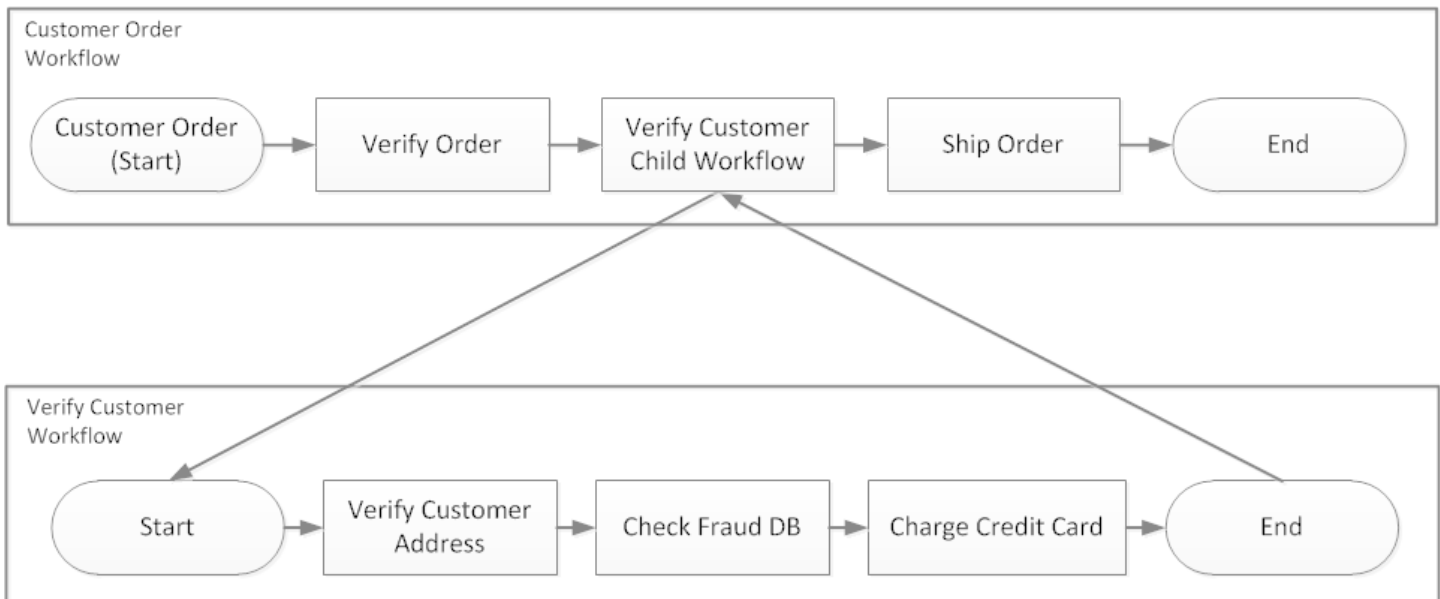 Customer Order
Workflow
Customer Order
(Start)
Verify Order
Verify Customer
Child Workflow
Ship Order
End
Verify Customer
Workflow
Start
Verify Customer
Address
Check Fraud DB
Charge Credit Card
End